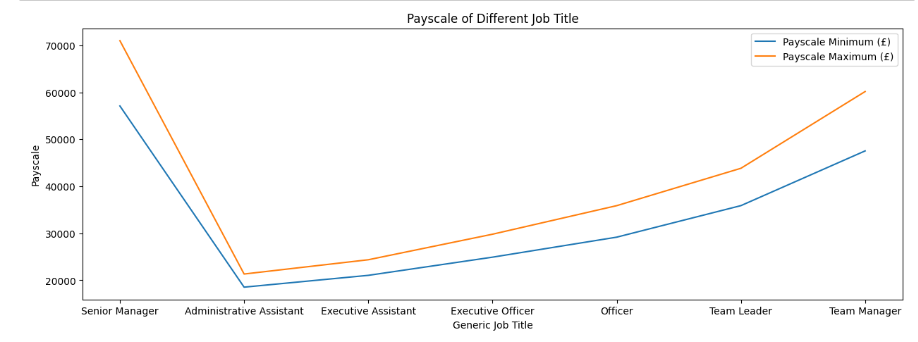 Payscale of Different Job Title
Payscale Minimum (£)
Payscale Maximum (£)
70000
60000
50000
40000
30000
20000
Payscale
Senior Manager
Administrative Assistant
Executive Assistant
Executive Officer
Officer
Team Leader
Team Manager
Generic Job Title